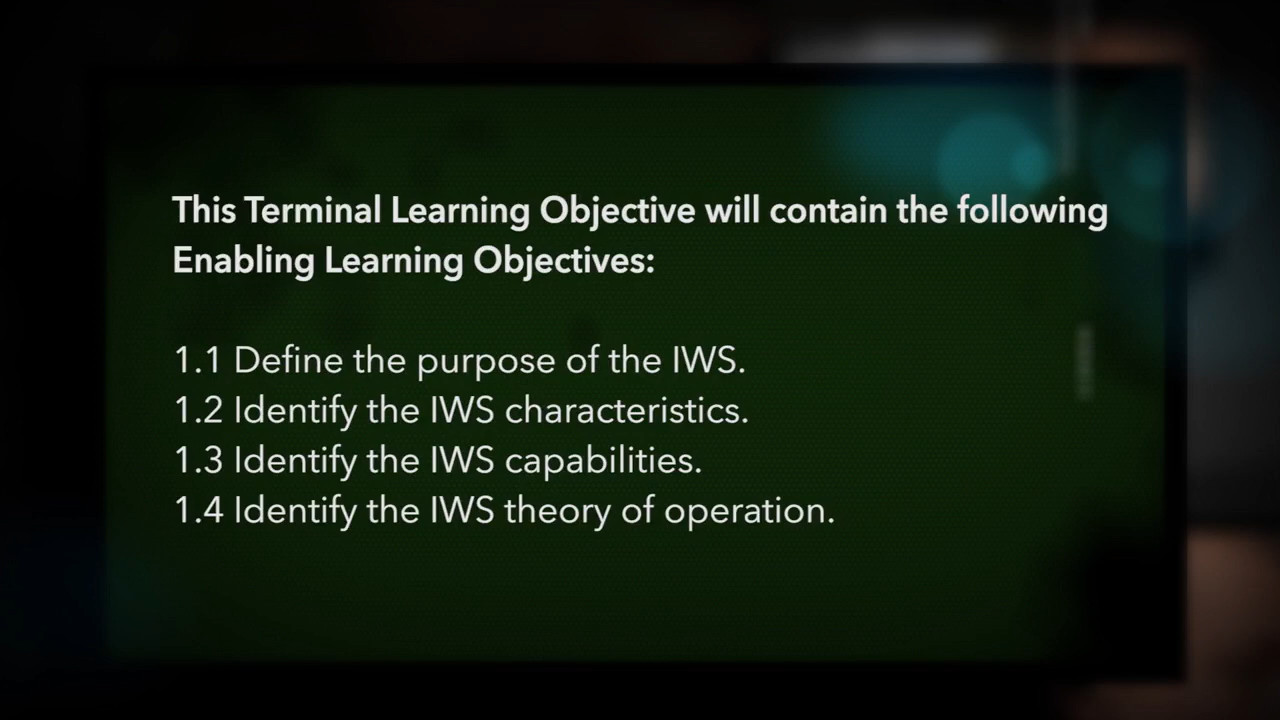 This Terminal Learning Objective will contain the following
Enabling Learning Objectives:
1.1 Define the purpose of the IWS.
1.2 Identify the IWS characteristics.
1.3 Identify the IWS capabilities.
1.4 Identify the IWS theory of operation.